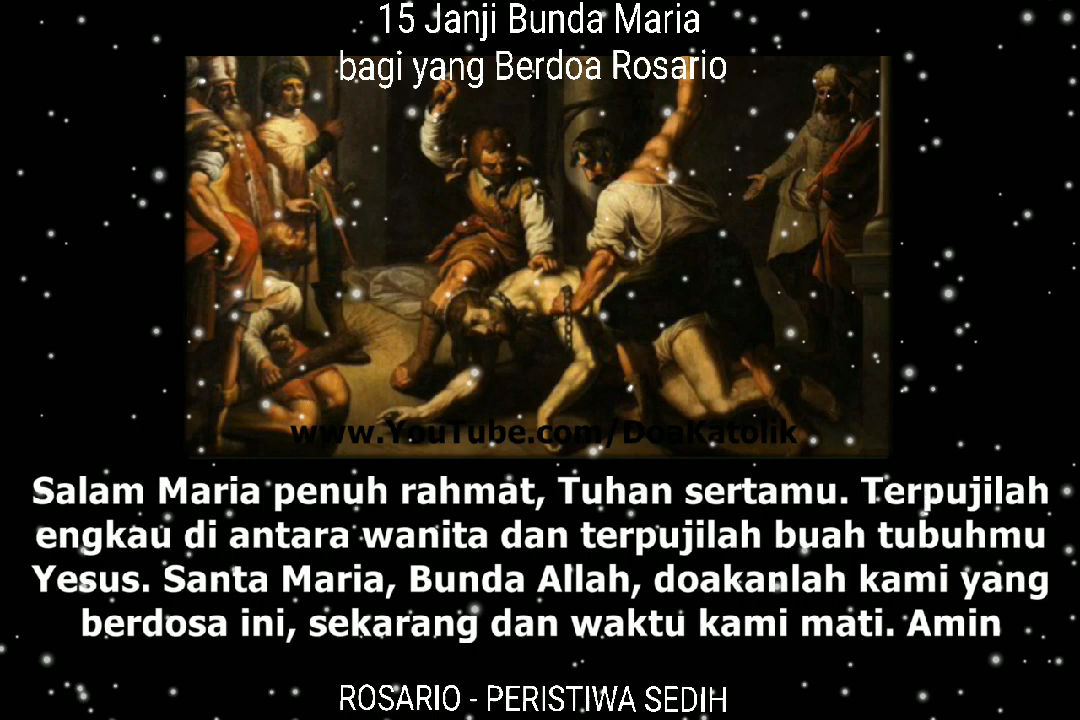 15 Janji Bunda Maria
bagi yang Berdoa Rosario
www.YouTube.com/DoaKatolik
Salam Maria penuh rahmat, Tuhan sertamu. Terpujilah
engkau di antara wanita dan terpujilah buah tubuhmu
Yesus. Santa Maria, Bunda Allah, doakanlah kami yang
berdosa ini, sekarang dan waktu kami mati. Amin
ROSARIO - PERISTIWA SEDIH